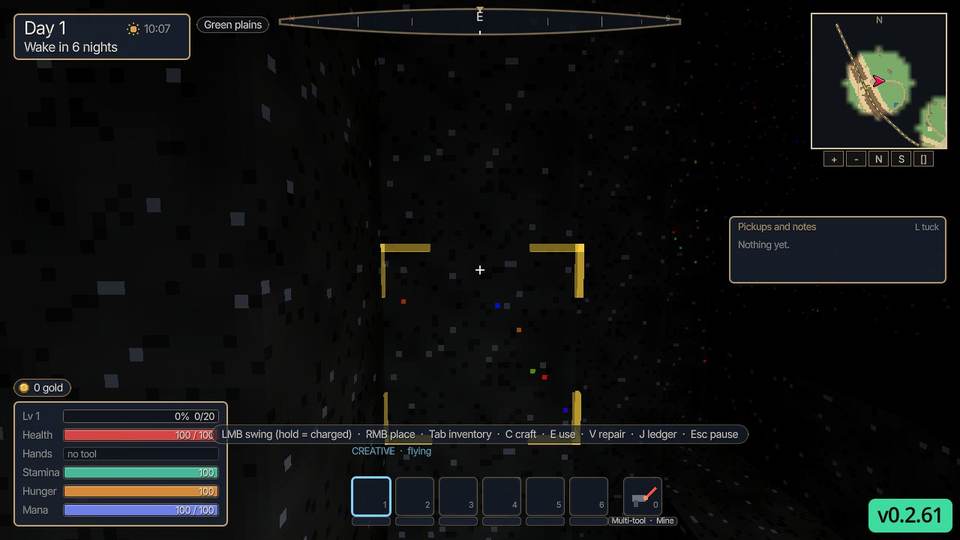 Day 1
10:07
Wake in 6 nights
Green plains
E
N
+ - N S []
Pickups and notes
L tuck
Nothing yet.
0 gold
Lv 1
0% 0/20
Health
100 / 100
Hands
no tool
Stamina
100
Hunger
100
Mana
100 / 100
LMB swing (hold = charged) · RMB place · Tab inventory · C craft · E use · V repair · J ledger · Esc pause
CREATIVE · flying
1
2
3
4
5
6
0
Multi-tool · Mine
v0.2.61